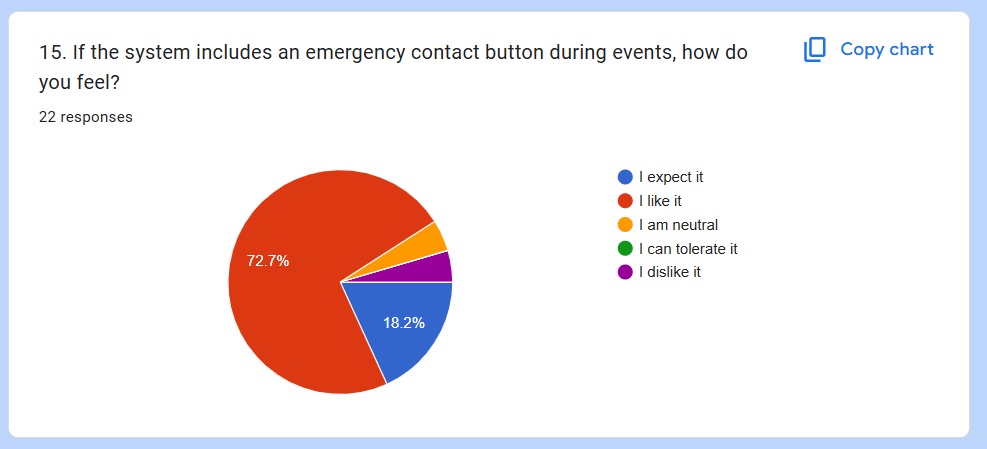 15. If the system includes an emergency contact button during events, how do
you feel?
Copy chart
22 responses
72.7%
18.2%
I expect it
I like it
I am neutral
I can tolerate it
I dislike it